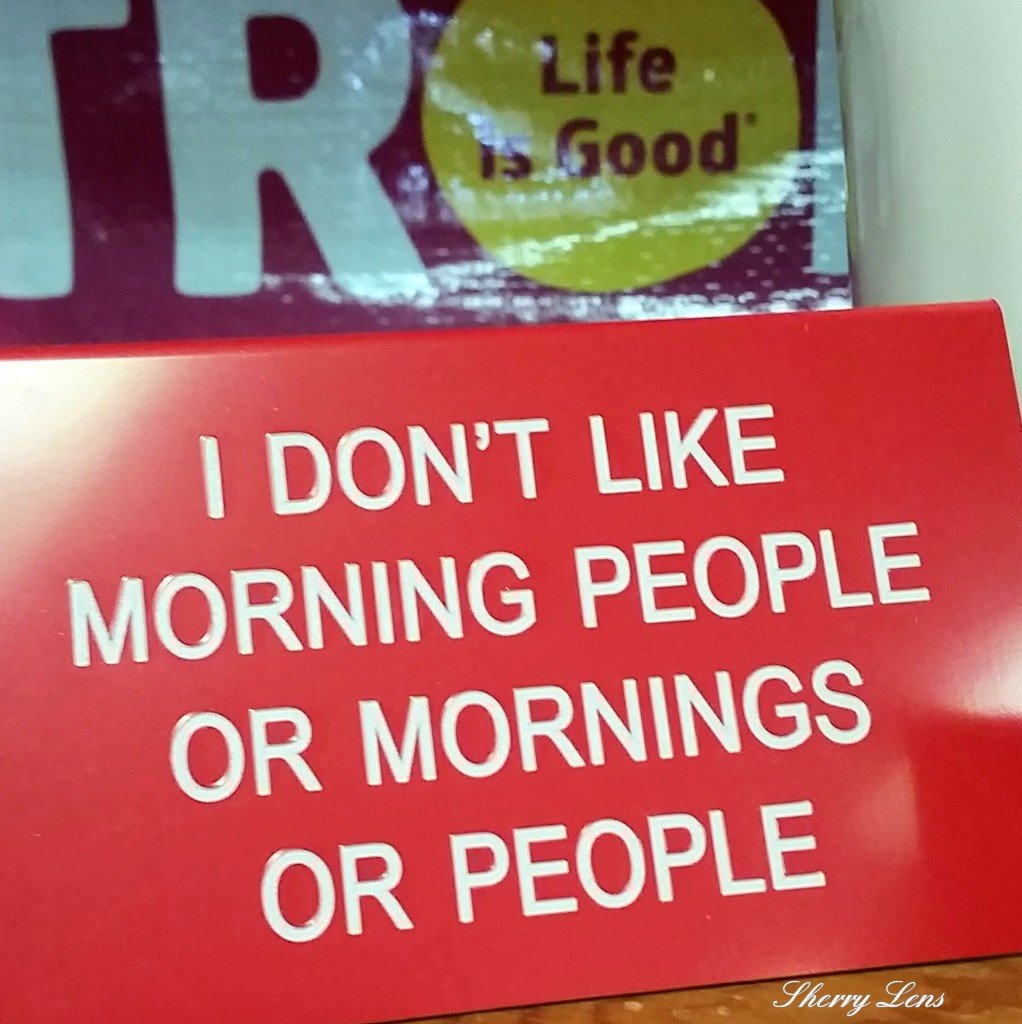 TR
Life
is Good®
I DON'T LIKE
MORNING PEOPLE
OR MORNINGS
OR PEOPLE
Sherry Lens